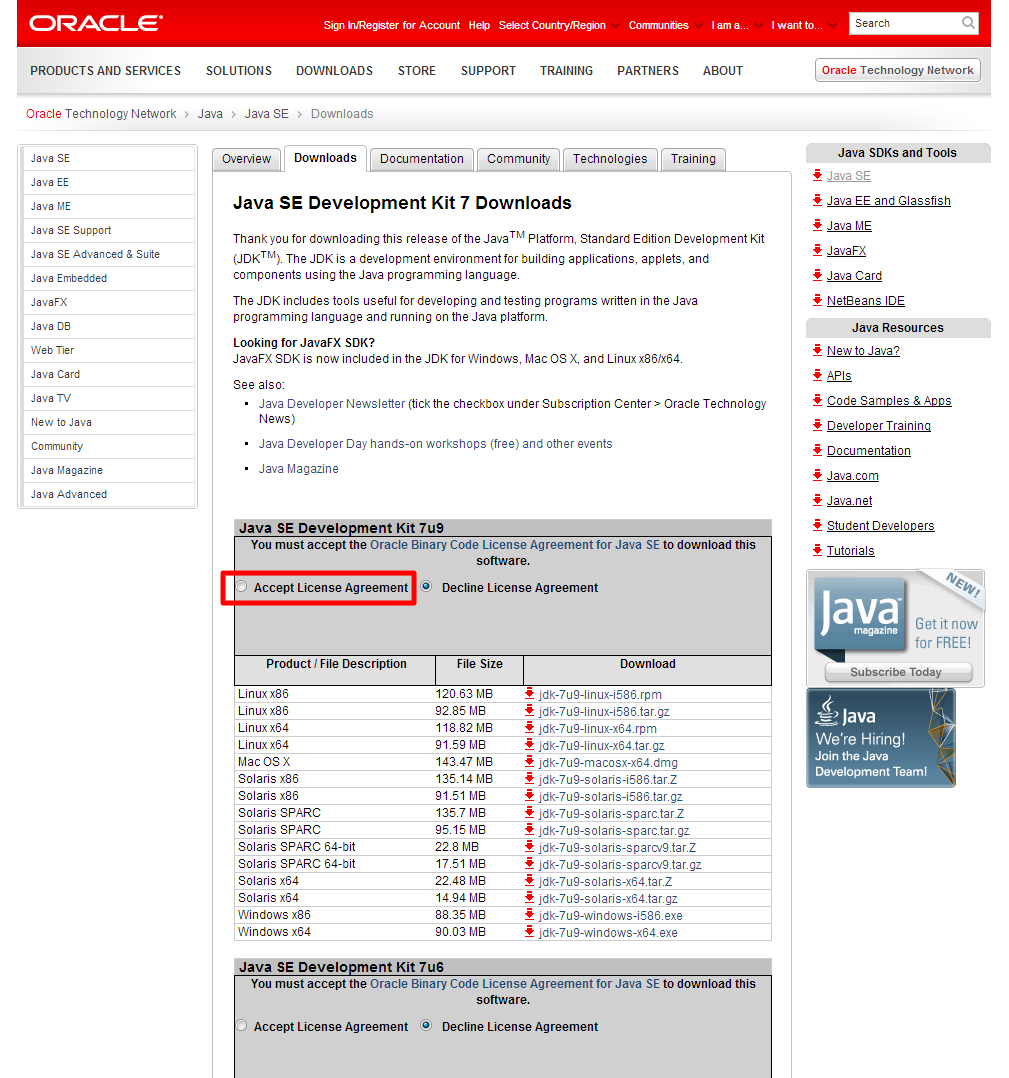 ORACLE
Sign In/Register for Account Help Select Country/Region Communities I am a... I want to... Search
PRODUCTS AND SERVICES SOLUTIONS DOWNLOADS STORE SUPPORT TRAINING PARTNERS ABOUT Oracle Technology Network
Oracle Technology Network > Java > Java SE > Downloads
Java SE
Java EE
Java ME
Java SE Support
Java SE Advanced & Suite
Java Embedded
JavaFX
Java DB
Web Tier
Java Card
Java TV
New to Java
Community
Java Magazine
Java Advanced
Overview Downloads Documentation Community Technologies Training
Java SE Development Kit 7 Downloads
Thank you for downloading this release of the Java™ Platform, Standard Edition Development Kit
(JDK™). The JDK is a development environment for building applications, applets, and
components using the Java programming language.
The JDK includes tools useful for developing and testing programs written in the Java
programming language and running on the Java platform.
Looking for JavaFX SDK?
JavaFX SDK is now included in the JDK for Windows, Mac OS X, and Linux x86/x64.
See also:
Java Developer Newsletter (tick the checkbox under Subscription Center > Oracle Technology
News)
Java Developer Day hands-on workshops (free) and other events
Java Magazine
Java SE Development Kit 7u9
You must accept the Oracle Binary Code License Agreement for Java SE to download this
software.
Accept License Agreement Decline License Agreement
Product / File Description File Size Download
Linux x86 120.63 MB jdk-7u9-linux-i586.rpm
Linux x86 92.85 MB jdk-7u9-linux-i586.tar.gz
Linux x64 118.82 MB jdk-7u9-linux-x64.rpm
Linux x64 91.59 MB jdk-7u9-linux-x64.tar.gz
Mac OS X 143.47 MB jdk-7u9-macosx-x64.dmg
Solaris x86 135.14 MB jdk-7u9-solaris-i586.tar.Z
Solaris x86 91.51 MB jdk-7u9-solaris-i586.tar.gz
Solaris SPARC 135.7 MB jdk-7u9-solaris-sparc.tar.Z
Solaris SPARC 95.15 MB jdk-7u9-solaris-sparc.tar.gz
Solaris SPARC 64-bit 22.8 MB jdk-7u9-solaris-sparcv9.tar.Z
Solaris SPARC 64-bit 17.51 MB jdk-7u9-solaris-sparcv9.tar.gz
Solaris x64 22.48 MB jdk-7u9-solaris-x64.tar.Z
Solaris x64 14.94 MB jdk-7u9-solaris-x64.tar.gz
Windows x86 88.35 MB jdk-7u9-windows-i586.exe
Windows x64 90.03 MB jdk-7u9-windows-x64.exe
Java SE Development Kit 7u6
You must accept the Oracle Binary Code License Agreement for Java SE to download this
software.
Accept License Agreement Decline License Agreement
Java SDKs and Tools
Java SE
Java EE and Glassfish
Java ME
JavaFX
Java Card
NetBeans IDE
Java Resources
New to Java?
APIs
Code Samples & Apps
Developer Training
Documentation
Java.com
Java.net
Student Developers
Tutorials
NEW!
Java™
magazine
Get it now
for FREE!
Subscribe Today
Java
We're Hiring!
Join the Java
Development Team!